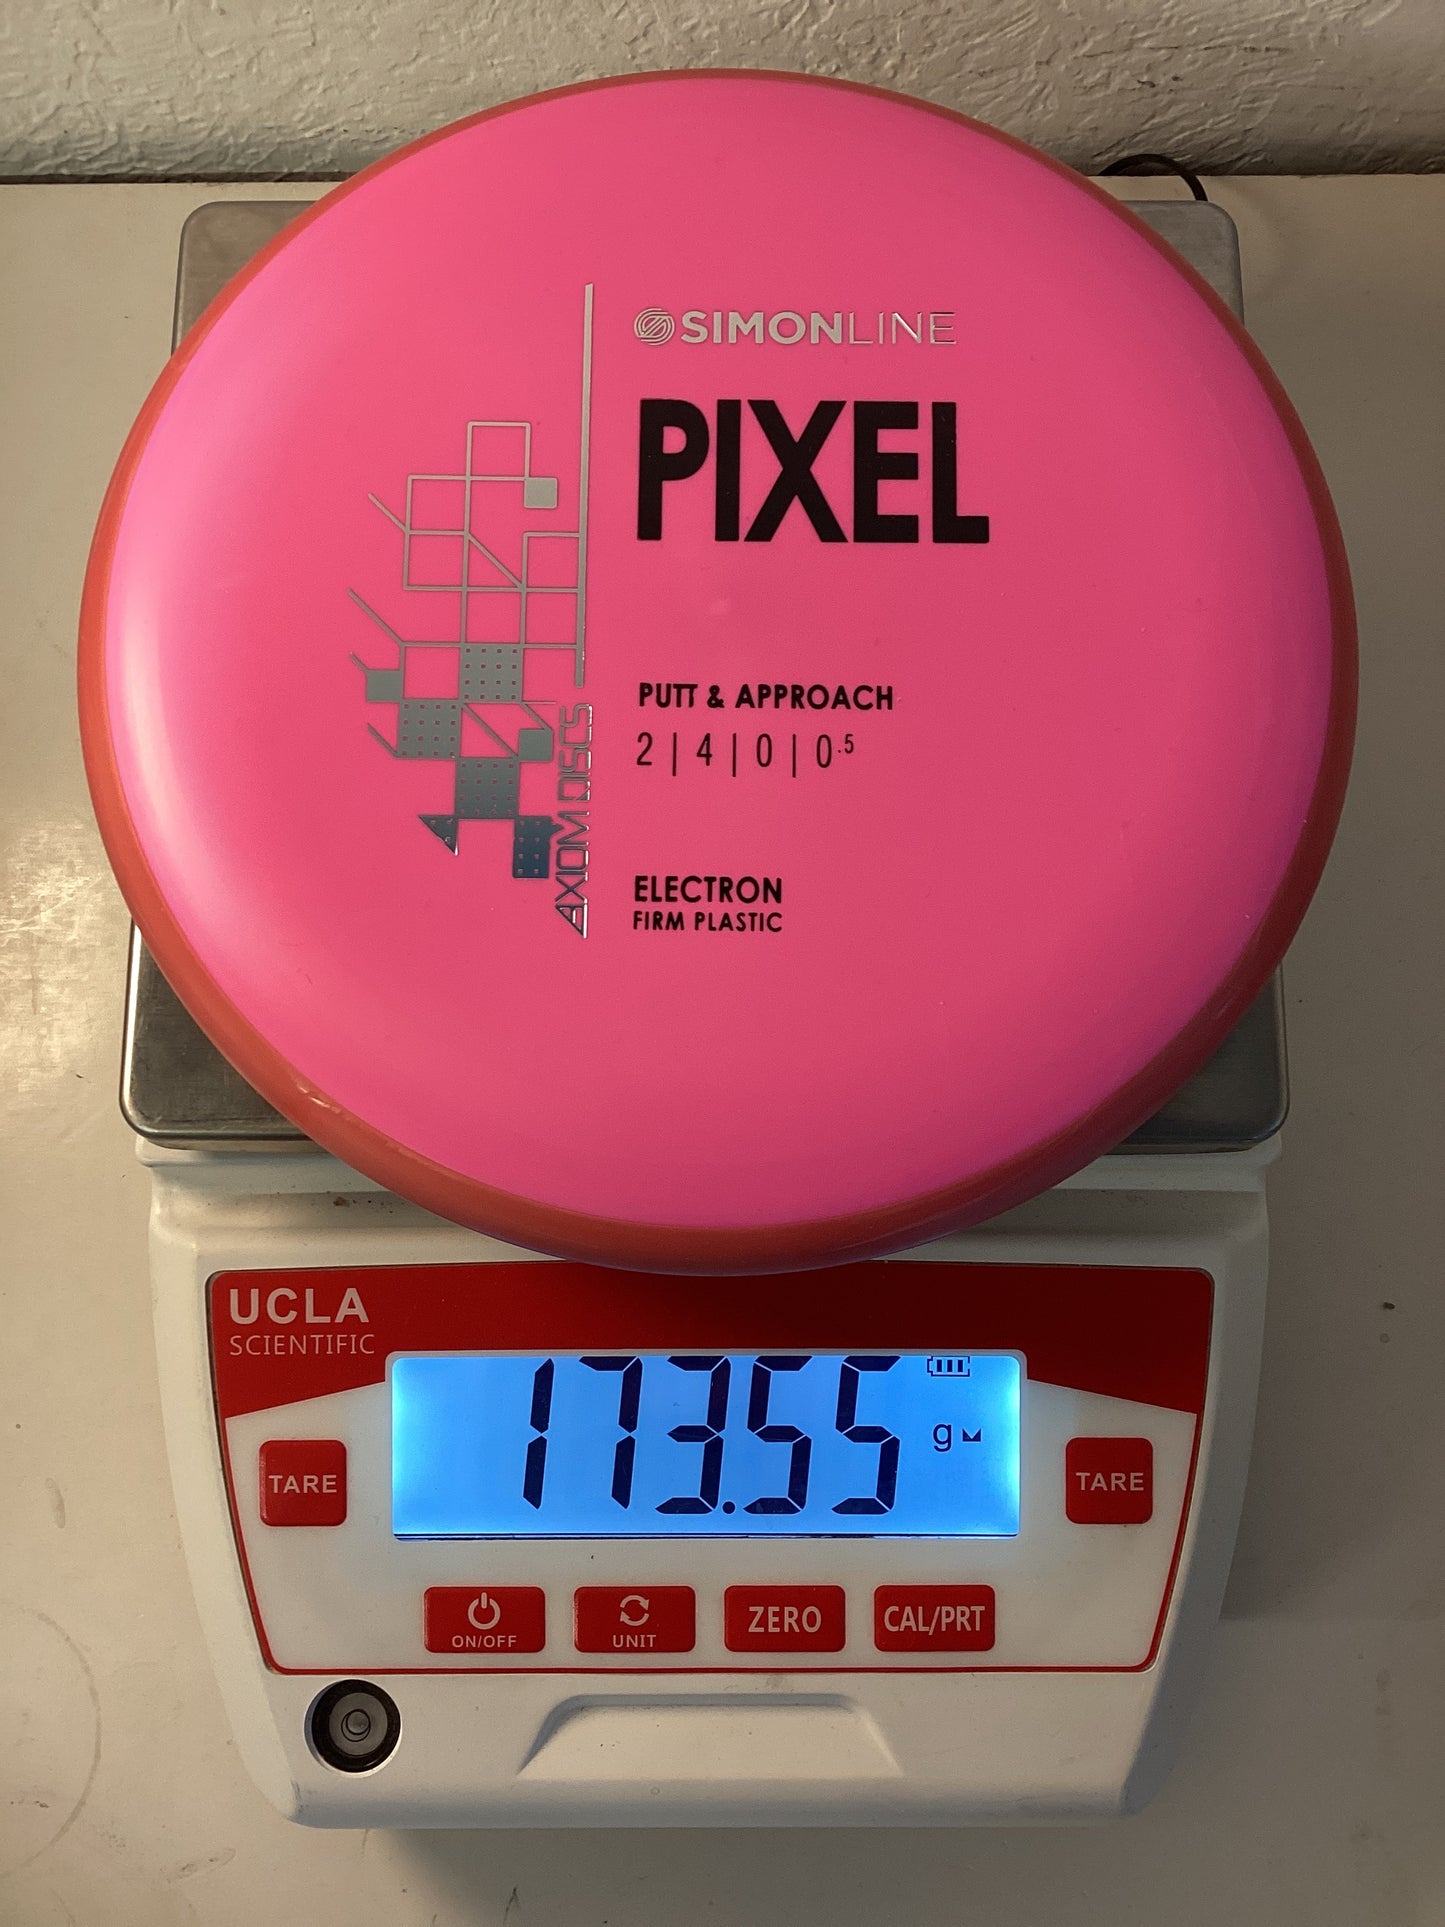 SIMONLINE
PIXEL
PUTT & APPROACH
2 | 4 | 0 | 0.5
ELECTRON
FIRM PLASTIC
AXIOM DISCS
UCLA
SCIENTIFIC
173.55
g
TARE
TARE
ON/OFF
UNIT
ZERO
CAL/PRT